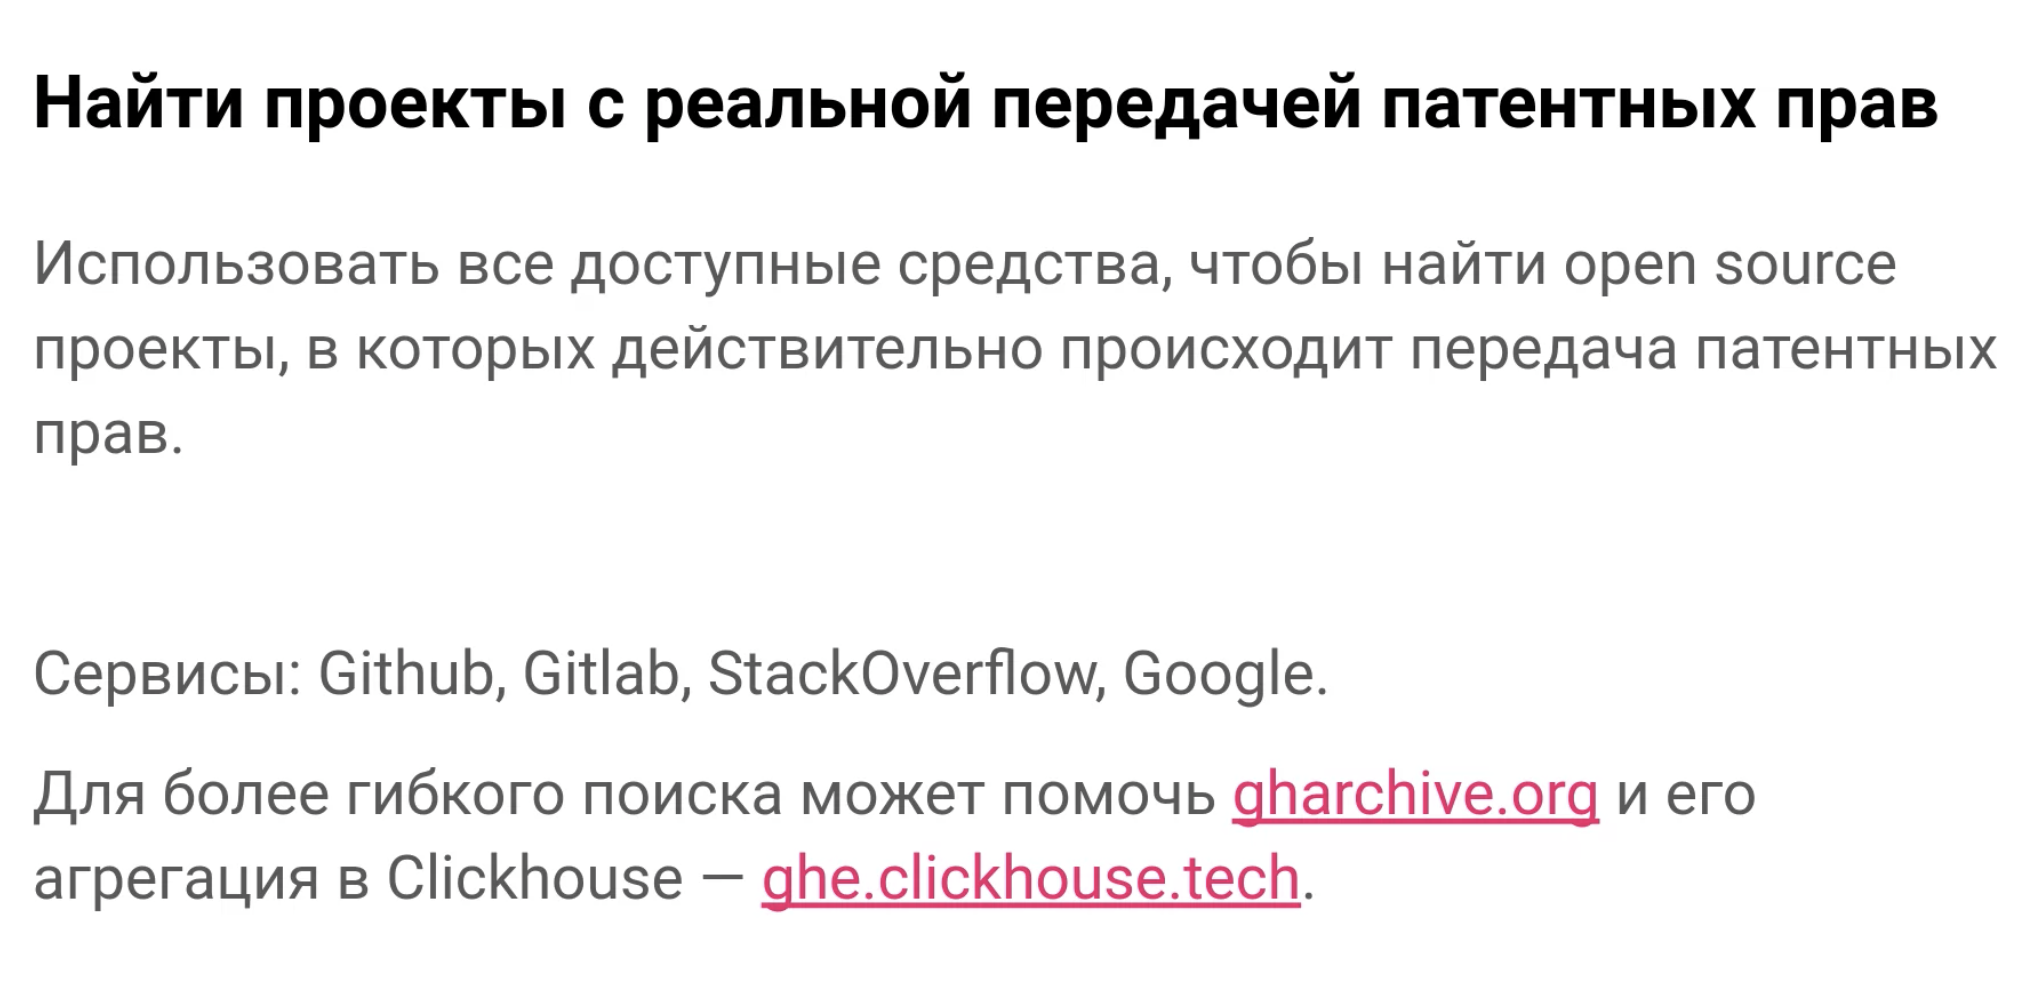 Найти проекты с реальной передачей патентных прав
Использовать все доступные средства, чтобы найти open source
проекты, в которых действительно происходит передача патентных
прав.
Сервисы: Github, Gitlab, StackOverflow, Google.
Для более гибкого поиска может помочь gharchive.org и его
агрегация в Clickhouse — ghe.clickhouse.tech.